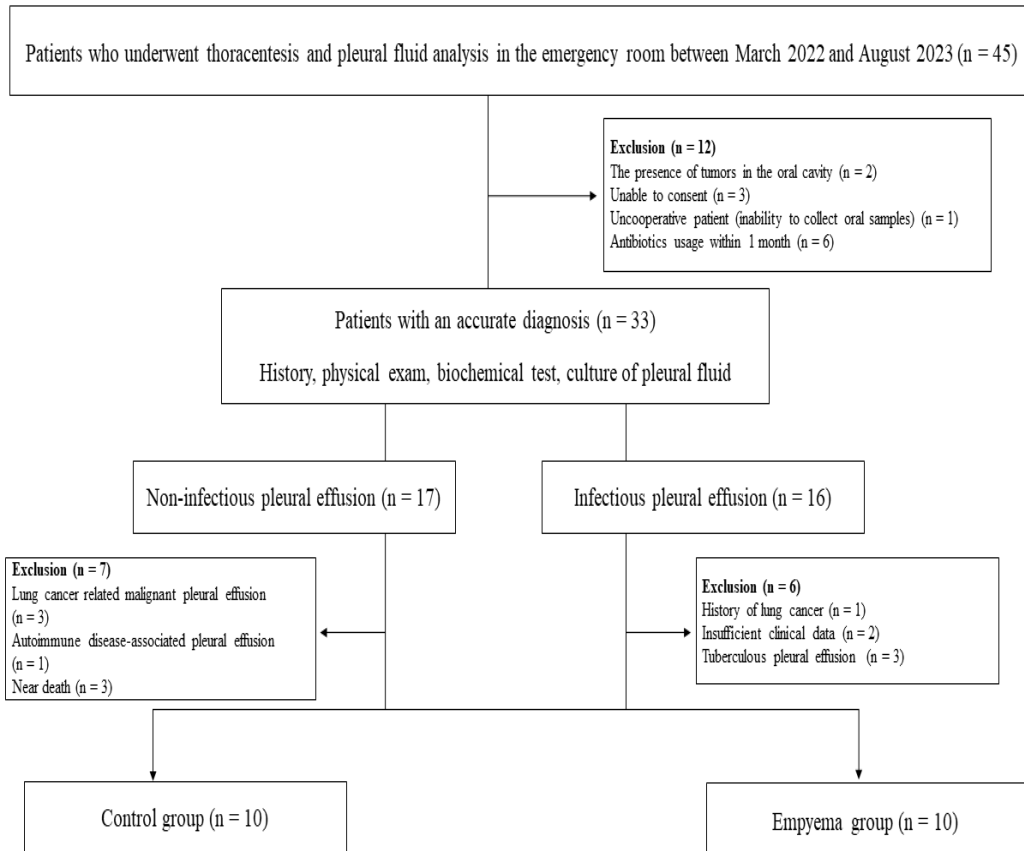 Patients who underwent thoracentesis and pleural fluid analysis in the emergency room between March 2022 and August 2023 (n = 45)
Exclusion (n = 12)
The presence of tumors in the oral cavity (n = 2)
Unable to consent (n = 3)
Uncooperative patient (inability to collect oral samples) (n = 1)
Antibiotics usage within 1 month (n = 6)
Patients with an accurate diagnosis (n = 33)
History, physical exam, biochemical test, culture of pleural fluid
Non-infectious pleural effusion (n = 17)
Infectious pleural effusion (n = 16)
Exclusion (n = 7)
Lung cancer related malignant pleural effusion
(n = 3)
Autoimmune disease-associated pleural effusion
(n = 1)
Near death (n = 3)
Exclusion (n = 6)
History of lung cancer (n = 1)
Insufficient clinical data (n = 2)
Tuberculous pleural effusion (n = 3)
Control group (n = 10)
Empyema group (n = 10)